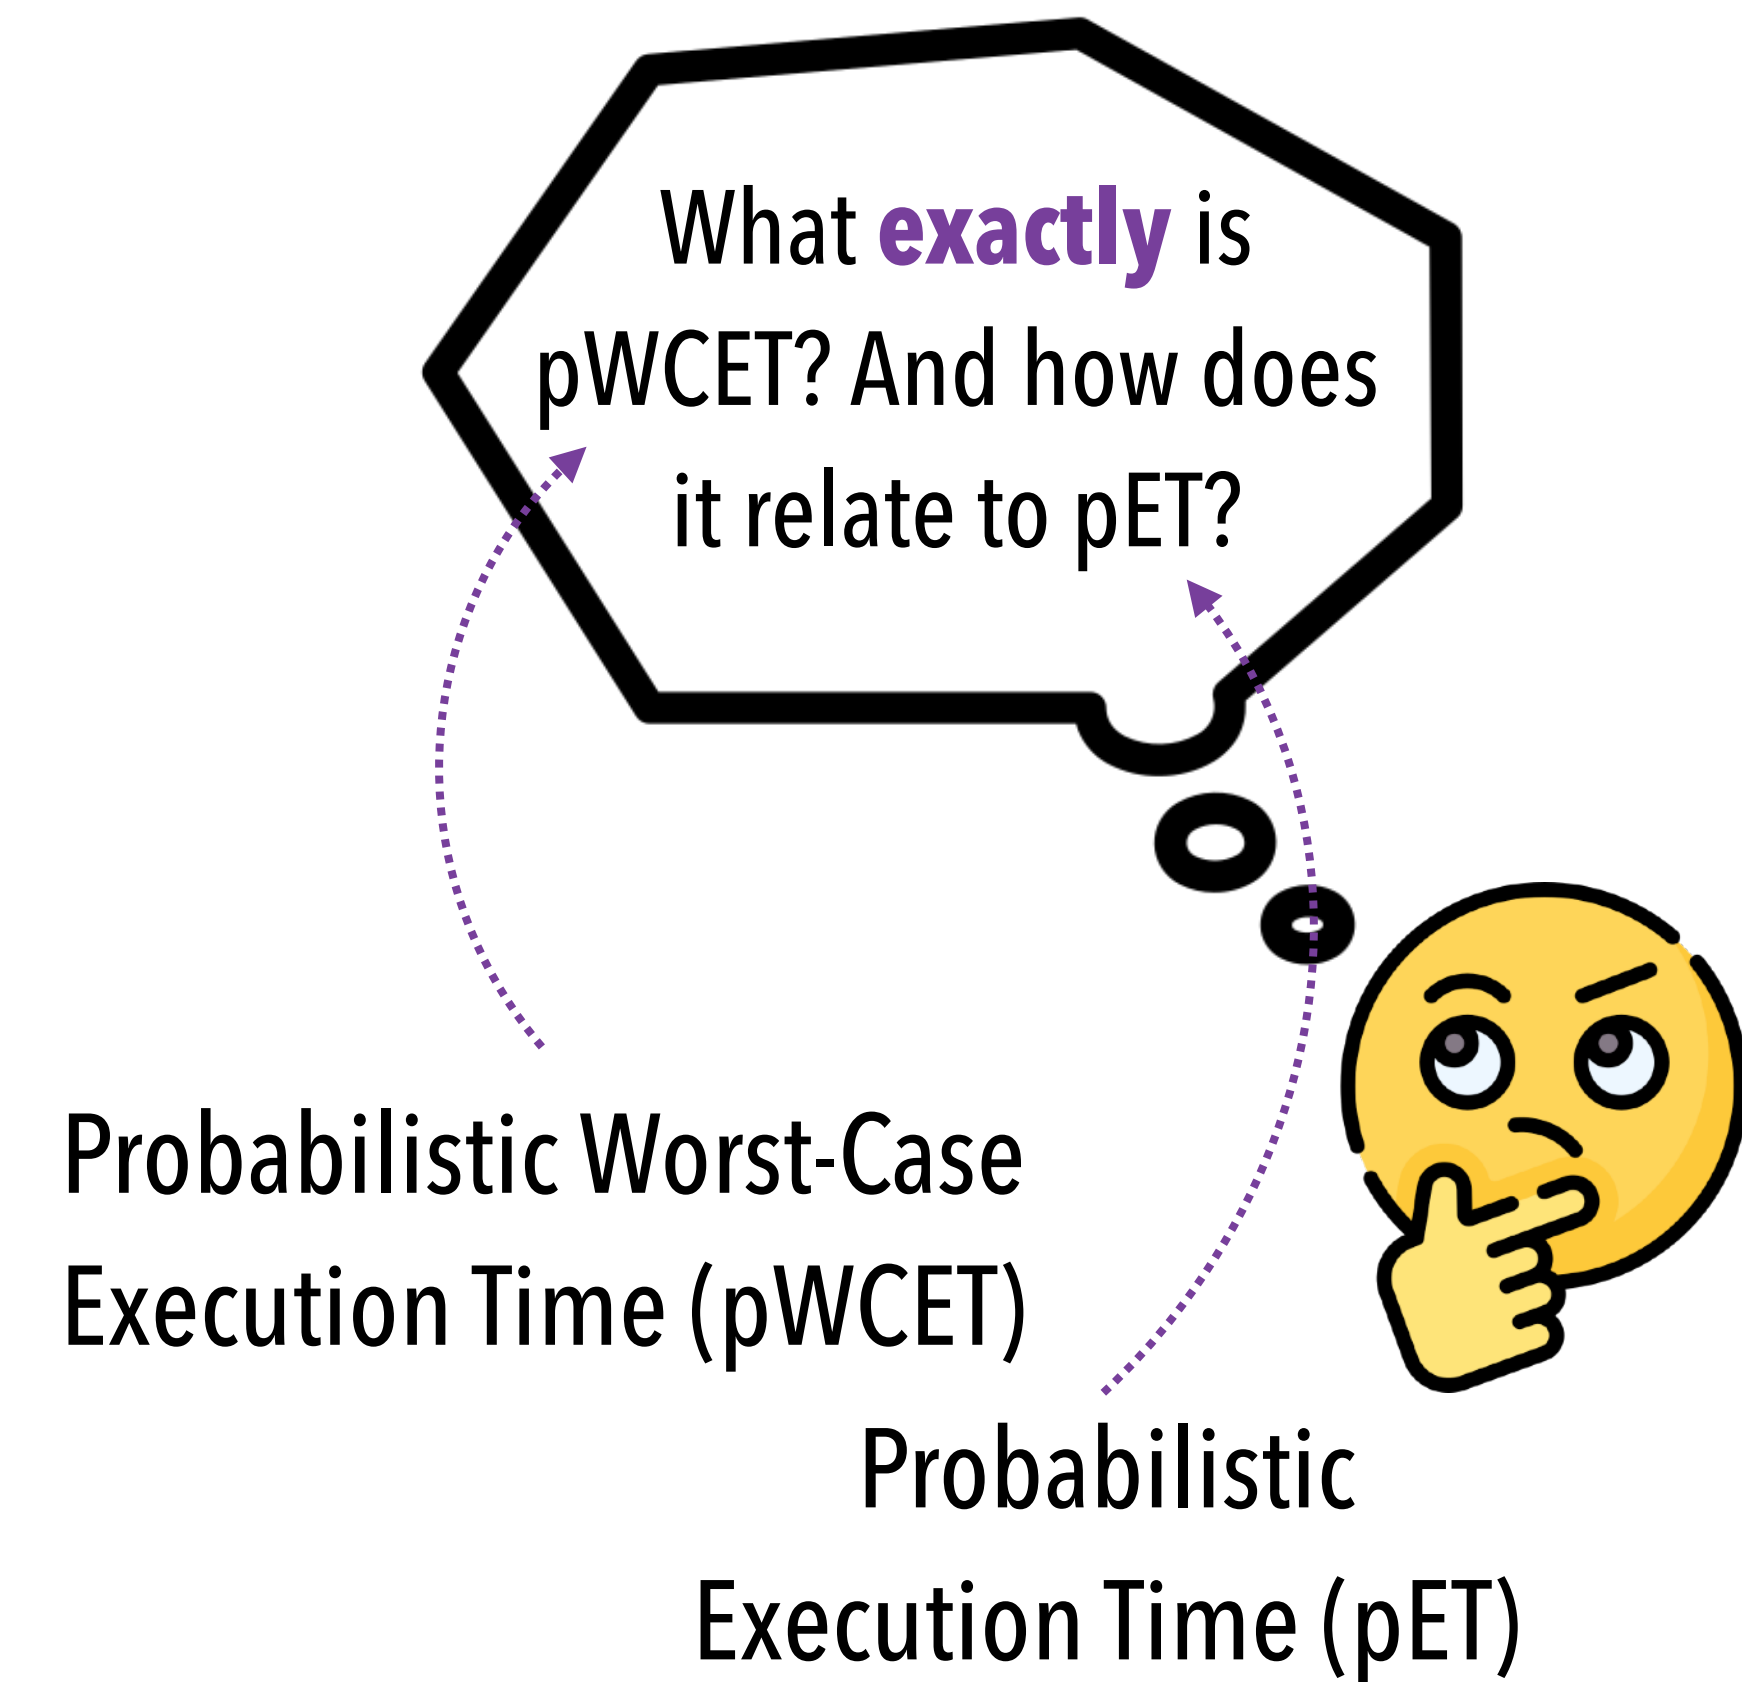 What exactly is
pWCET? And how does
it relate to pET?
Probabilistic Worst-Case
Execution Time (pWCET)
Probabilistic
Execution Time (pET)